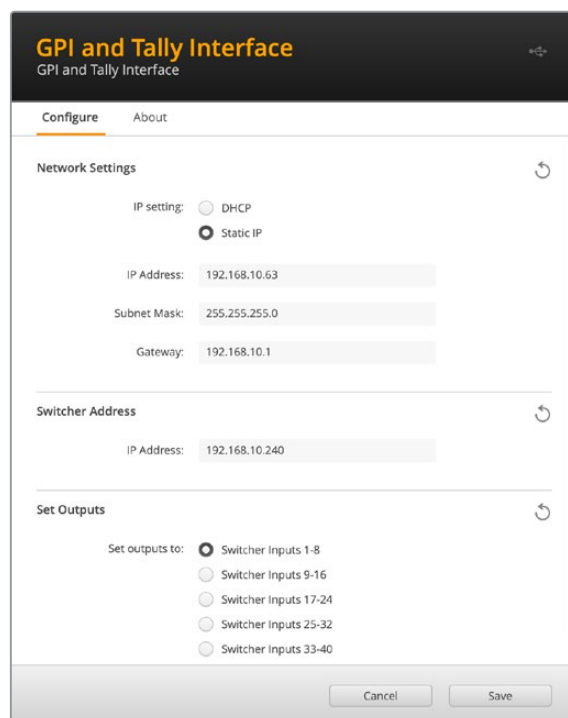 GPI and Tally Interface
GPI and Tally Interface
Configure About
Network Settings
IP setting: DHCP
Static IP
IP Address: 192.168.10.63
Subnet Mask: 255.255.255.0
Gateway: 192.168.10.1
Switcher Address
IP Address: 192.168.10.240
Set Outputs
Set outputs to: Switcher Inputs 1-8
Switcher Inputs 9-16
Switcher Inputs 17-24
Switcher Inputs 25-32
Switcher Inputs 33-40
Cancel Save